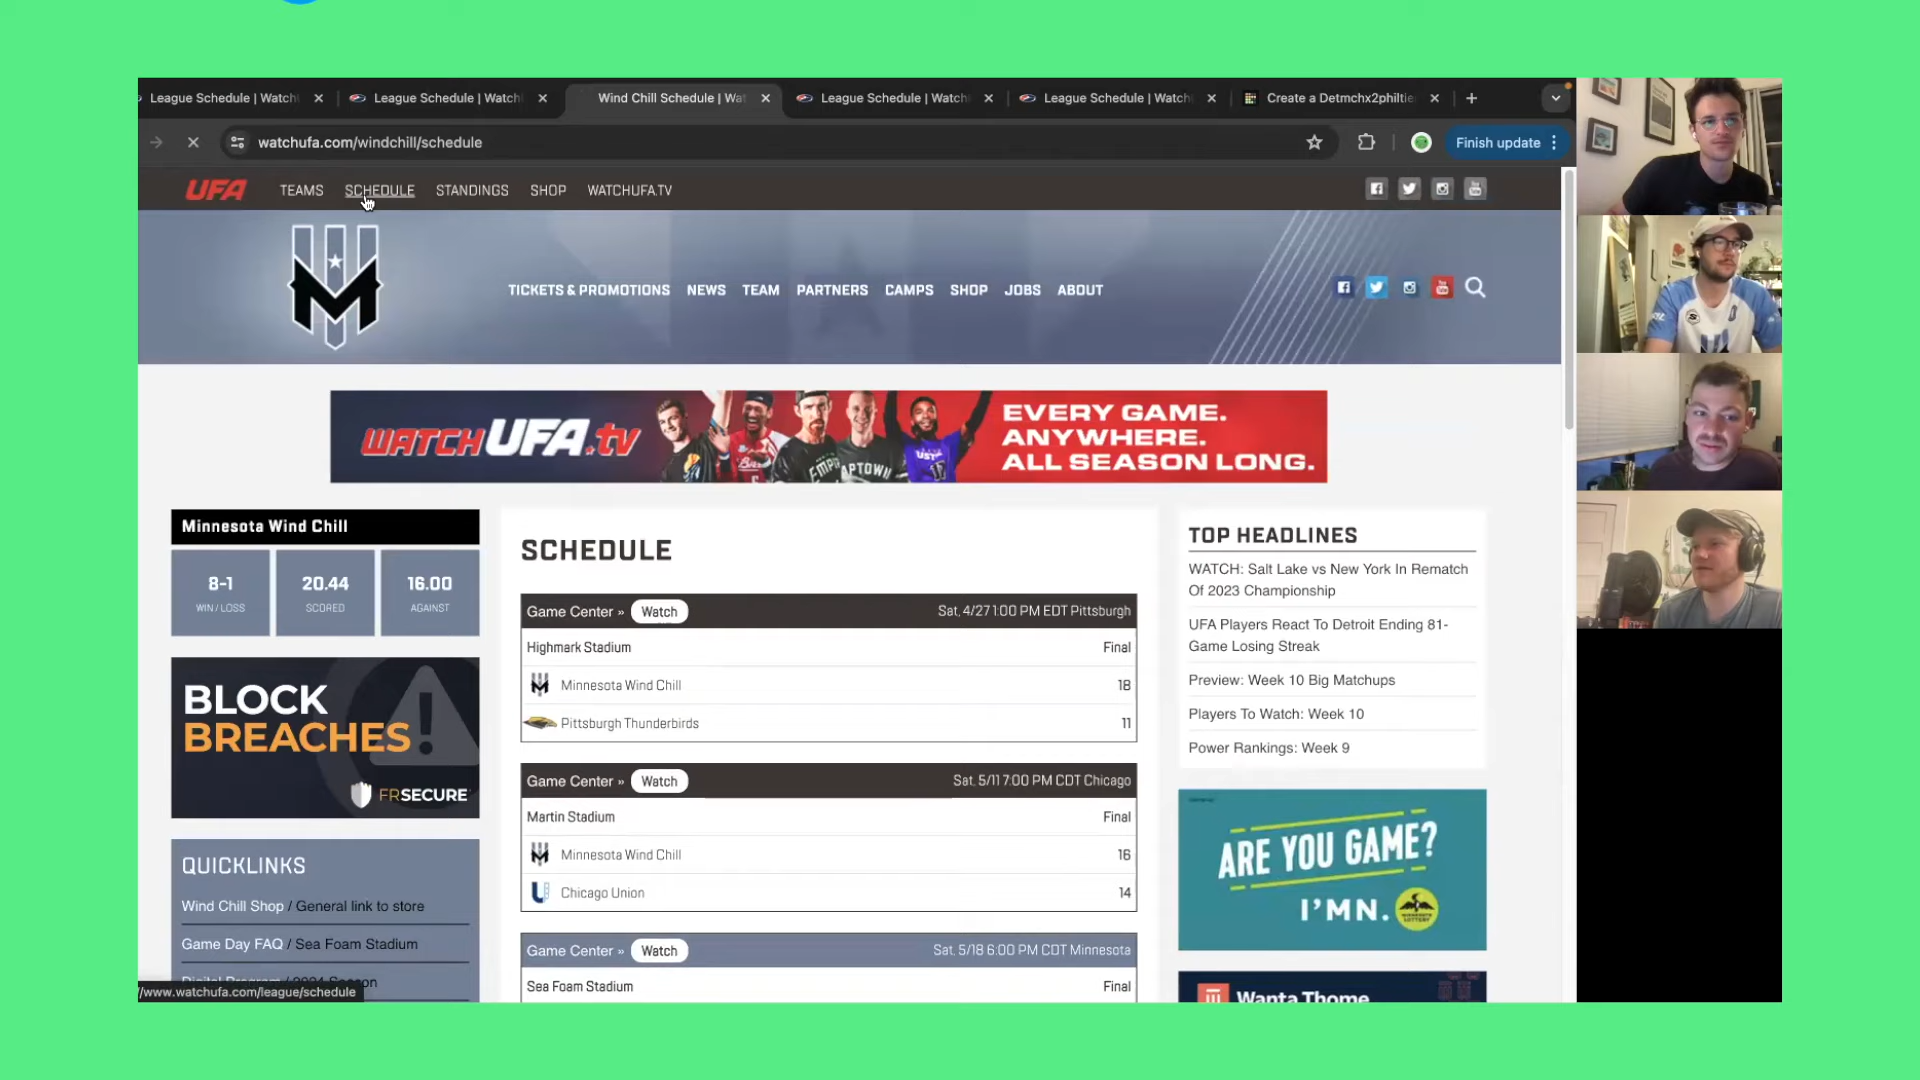 League Schedule | Watch
League Schedule | Watch
Wind Chill Schedule | Wat
League Schedule | Watch
League Schedule | Watch
Create a Detmchx2philtie
watchufa.com/windchill/schedule
Finish update
UFA
TEAMS
SCHEDULE
STANDINGS
SHOP
WATCHUFA.TV
M
TICKETS & PROMOTIONS
NEWS
TEAM
PARTNERS
CAMPS
SHOP
JOBS
ABOUT
WATCHUFA.tv
EVERY GAME.
ANYWHERE.
ALL SEASON LONG.
Minnesota Wind Chill
8-1
WIN / LOSS
20.44
SCORED
16.00
AGAINST
BLOCK
BREACHES
FRSECURE
QUICKLINKS
Wind Chill Shop / General link to store
Game Day FAQ / Sea Foam Stadium
Digital Program / 2024 Season
//www.watchufa.com/league/schedule
SCHEDULE
Game Center » Watch Sat, 4/27 1:00 PM EDT Pittsburgh
Highmark Stadium Final
Minnesota Wind Chill 18
Pittsburgh Thunderbirds 11
Game Center » Watch Sat, 5/11 7:00 PM CDT Chicago
Martin Stadium Final
Minnesota Wind Chill 16
Chicago Union 14
Game Center » Watch Sat, 5/18 6:00 PM CDT Minnesota
Sea Foam Stadium Final
TOP HEADLINES
WATCH: Salt Lake vs New York In Rematch
Of 2023 Championship
UFA Players React To Detroit Ending 81-
Game Losing Streak
Preview: Week 10 Big Matchups
Players To Watch: Week 10
Power Rankings: Week 9
ARE YOU GAME?
I'MN.
Wanta Thome